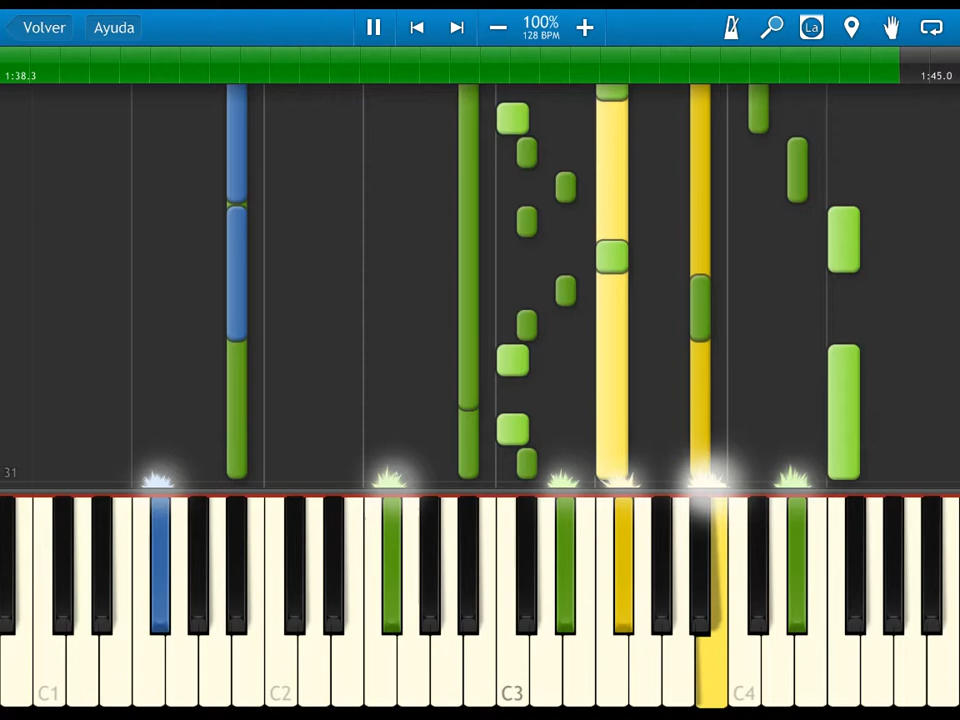 Volver
Ayuda
100%
128 BPM
La
1:38.3
1:45.0
31
C1
C2
C3
C4